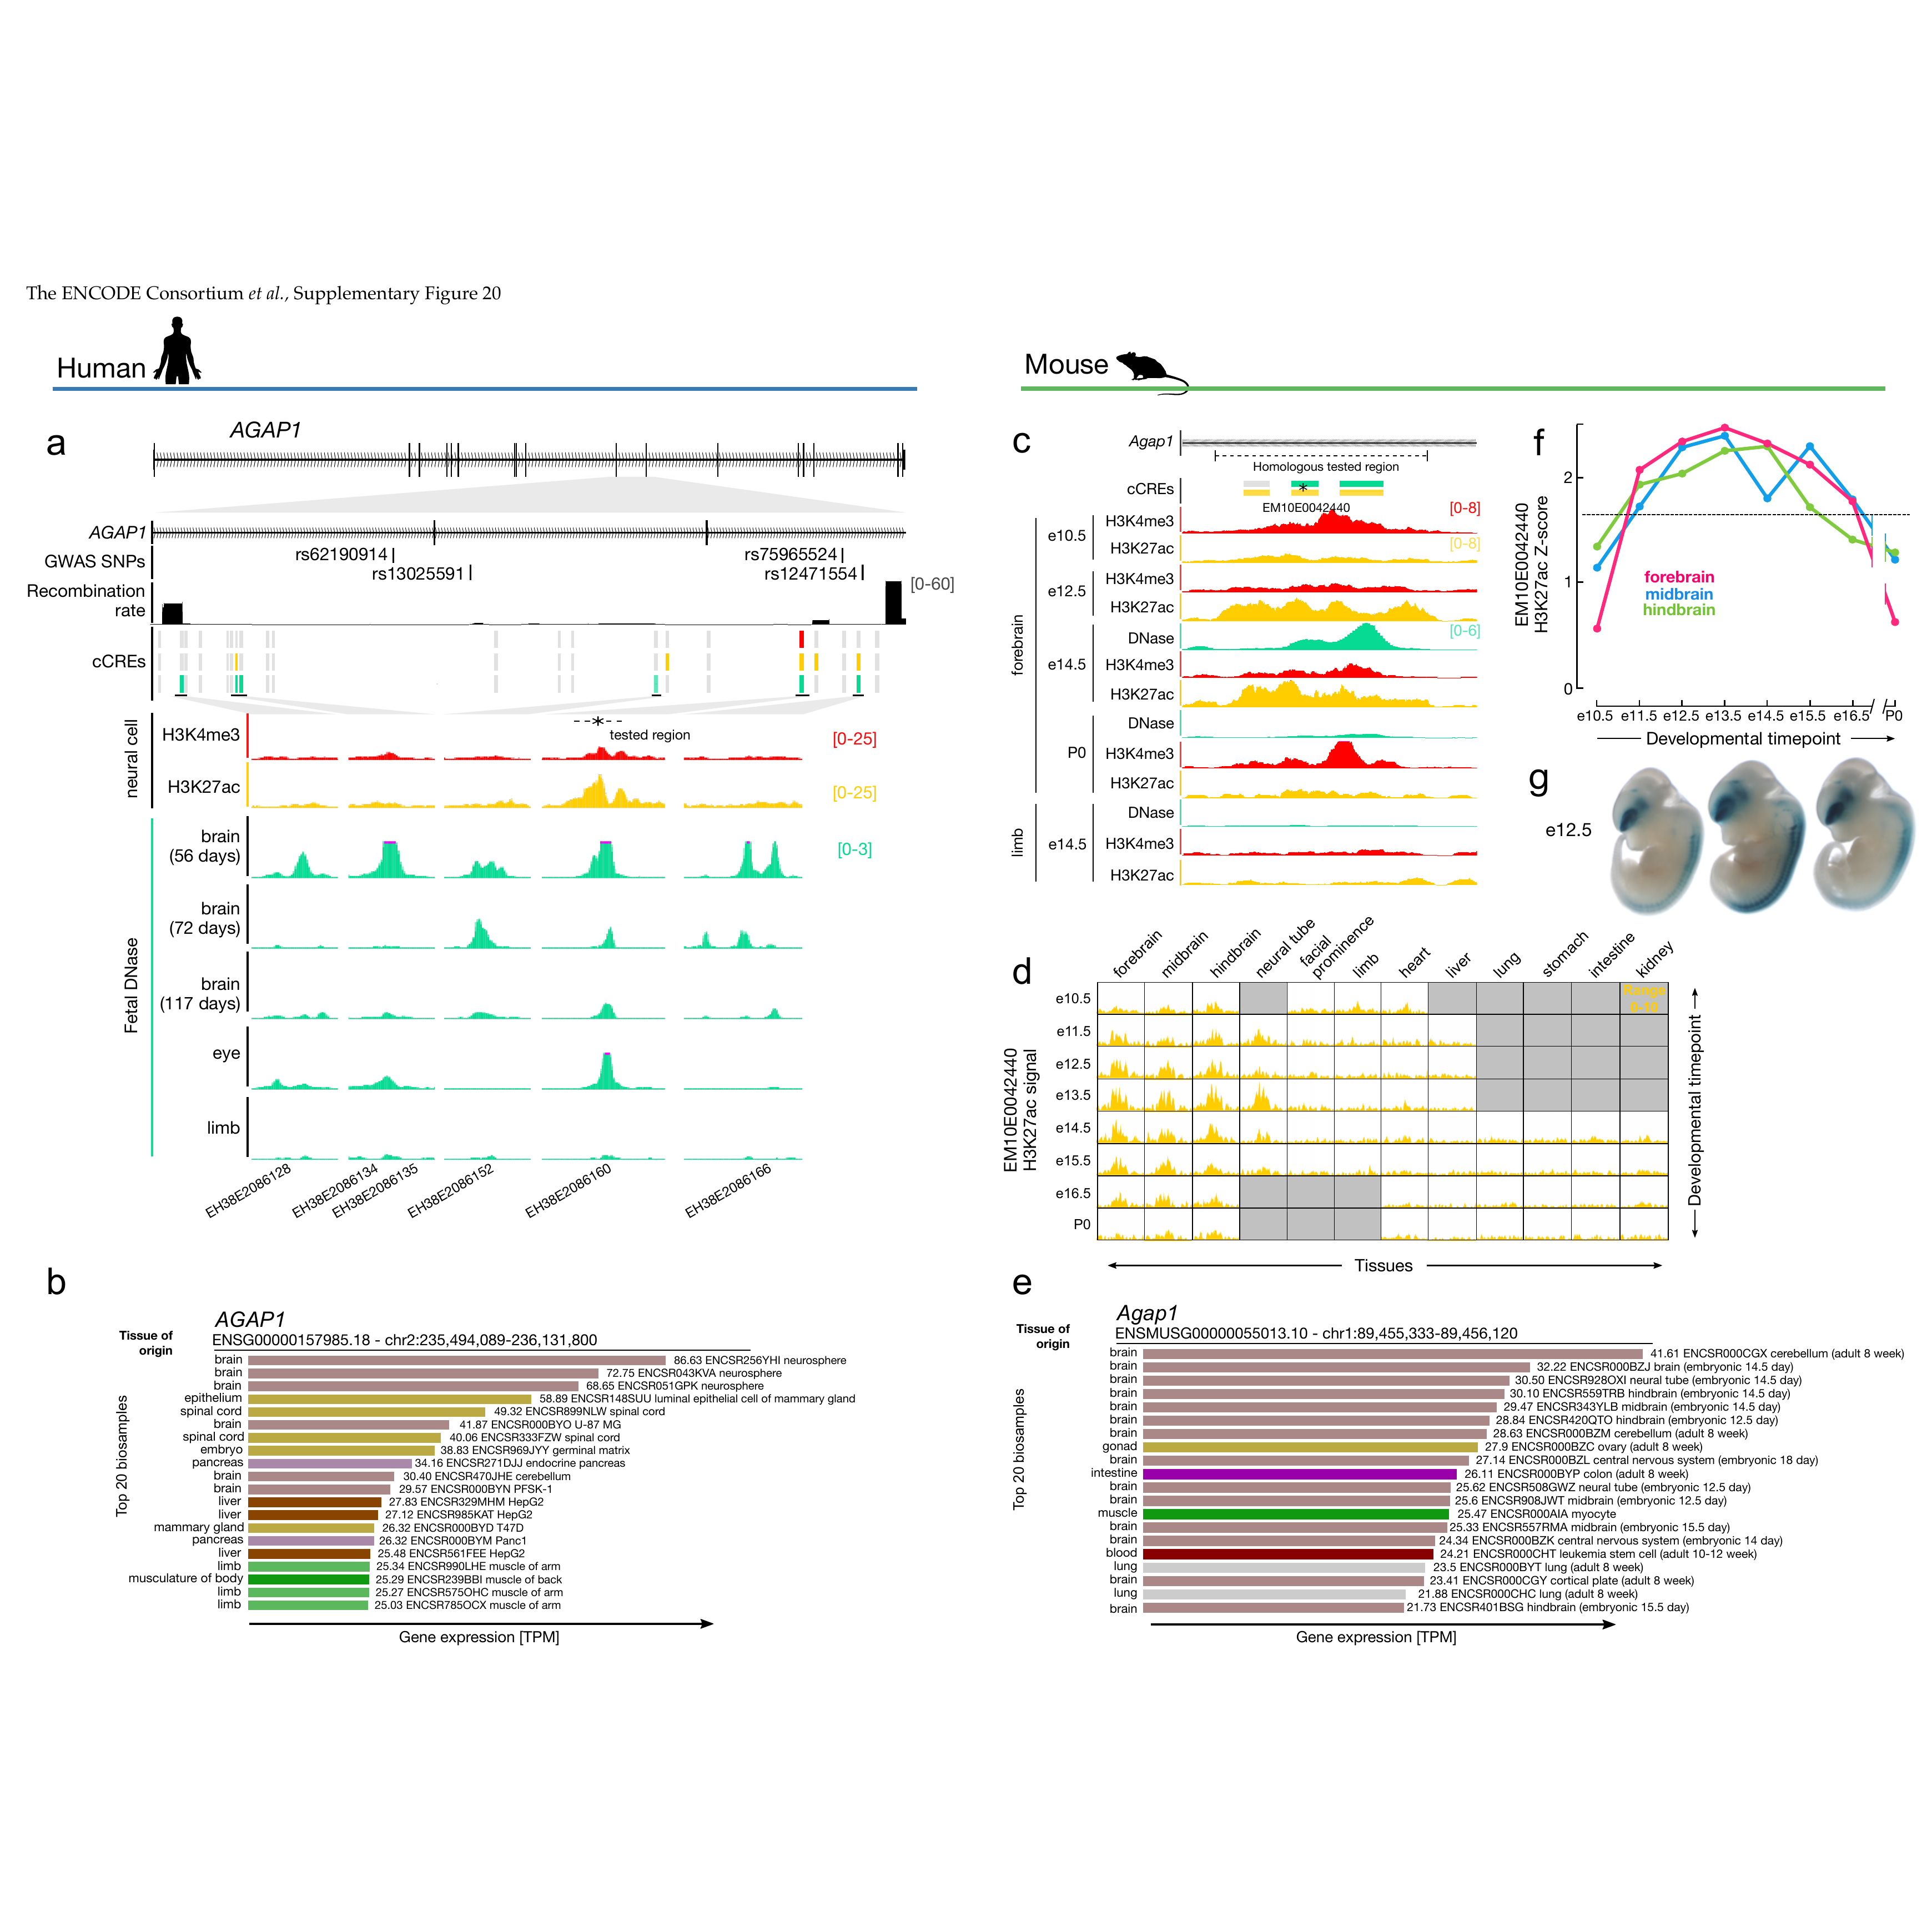 The ENCODE Consortium et al., Supplementary Figure 20
Human
Mouse
a
AGAP1
AGAP1
GWAS SNPs
rs62190914
rs75965524
rs13025591
rs12471554
Recombination
rate
[0-60]
cCREs
neural cell
H3K4me3
*
tested region
[0-25]
H3K27ac
[0-25]
Fetal DNase
brain
(56 days)
[0-3]
brain
(72 days)
brain
(117 days)
eye
limb
EH38E2086128
EH38E2086134
EH38E2086135
EH38E2086152
EH38E2086160
EH38E2086166
b
AGAP1
Tissue of
origin
ENSG00000157985.18 - chr2:235,494,089-236,131,800
Top 20 biosamples
brain 86.63 ENCSR256YHI neurosphere
brain 72.75 ENCSR043KVA neurosphere
brain 68.65 ENCSR051GPK neurosphere
epithelium 58.89 ENCSR148SUU luminal epithelial cell of mammary gland
spinal cord 49.32 ENCSR899NLW spinal cord
brain 41.87 ENCSR000BYO U-87 MG
spinal cord 40.06 ENCSR333FZW spinal cord
embryo 38.83 ENCSR969JYY germinal matrix
pancreas 34.16 ENCSR271DJJ endocrine pancreas
brain 30.40 ENCSR470JHE cerebellum
brain 29.57 ENCSR000BYN PFSK-1
liver 27.83 ENCSR329MHM HepG2
liver 27.12 ENCSR985KAT HepG2
mammary gland 26.32 ENCSR000BYD T47D
pancreas 26.32 ENCSR000BYM Panc1
liver 25.48 ENCSR561FEE HepG2
limb 25.34 ENCSR990LHE muscle of arm
musculature of body 25.29 ENCSR239BBI muscle of back
limb 25.27 ENCSR575OHC muscle of arm
limb 25.03 ENCSR785OCX muscle of arm
Gene expression [TPM]
c
Agap1
Homologous tested region
cCREs
*
EM10E0042440
forebrain
e10.5
H3K4me3
[0-8]
H3K27ac
[0-8]
e12.5
H3K4me3
H3K27ac
e14.5
DNase
[0-6]
H3K4me3
H3K27ac
P0
DNase
H3K4me3
H3K27ac
limb
e14.5
DNase
H3K4me3
H3K27ac
d
forebrain
midbrain
hindbrain
neural tube
facial
prominence
limb
heart
liver
lung
stomach
intestine
kidney
EM10E0042440
H3K27ac signal
e10.5
Range
0-10
e11.5
e12.5
e13.5
e14.5
e15.5
e16.5
P0
Developmental timepoint
Tissues
e
Agap1
Tissue of
origin
ENSMUSG00000055013.10 - chr1:89,455,333-89,456,120
Top 20 biosamples
brain 41.61 ENCSR000CGX cerebellum (adult 8 week)
brain 32.22 ENCSR000BZJ brain (embryonic 14.5 day)
brain 30.50 ENCSR928OXI neural tube (embryonic 14.5 day)
brain 30.10 ENCSR559TRB hindbrain (embryonic 14.5 day)
brain 29.47 ENCSR343YLB midbrain (embryonic 14.5 day)
brain 28.84 ENCSR420QTO hindbrain (embryonic 12.5 day)
brain 28.63 ENCSR000BZM cerebellum (adult 8 week)
gonad 27.9 ENCSR000BZC ovary (adult 8 week)
brain 27.14 ENCSR000BZL central nervous system (embryonic 18 day)
intestine 26.11 ENCSR000BYP colon (adult 8 week)
brain 25.62 ENCSR508GWZ neural tube (embryonic 12.5 day)
brain 25.6 ENCSR908JWT midbrain (embryonic 12.5 day)
muscle 25.47 ENCSR000AIA myocyte
brain 25.33 ENCSR557RMA midbrain (embryonic 15.5 day)
brain 24.34 ENCSR000BZK central nervous system (embryonic 14 day)
blood 24.21 ENCSR000CHT leukemia stem cell (adult 10-12 week)
lung 23.5 ENCSR000BYT lung (adult 8 week)
brain 23.41 ENCSR000CGY cortical plate (adult 8 week)
lung 21.88 ENCSR000CHC lung (adult 8 week)
brain 21.73 ENCSR401BSG hindbrain (embryonic 15.5 day)
Gene expression [TPM]
f
EM10E0042440
H3K27ac Z-score
2
1
0
forebrain
midbrain
hindbrain
e10.5 e11.5 e12.5 e13.5 e14.5 e15.5 e16.5 P0
Developmental timepoint
g
e12.5